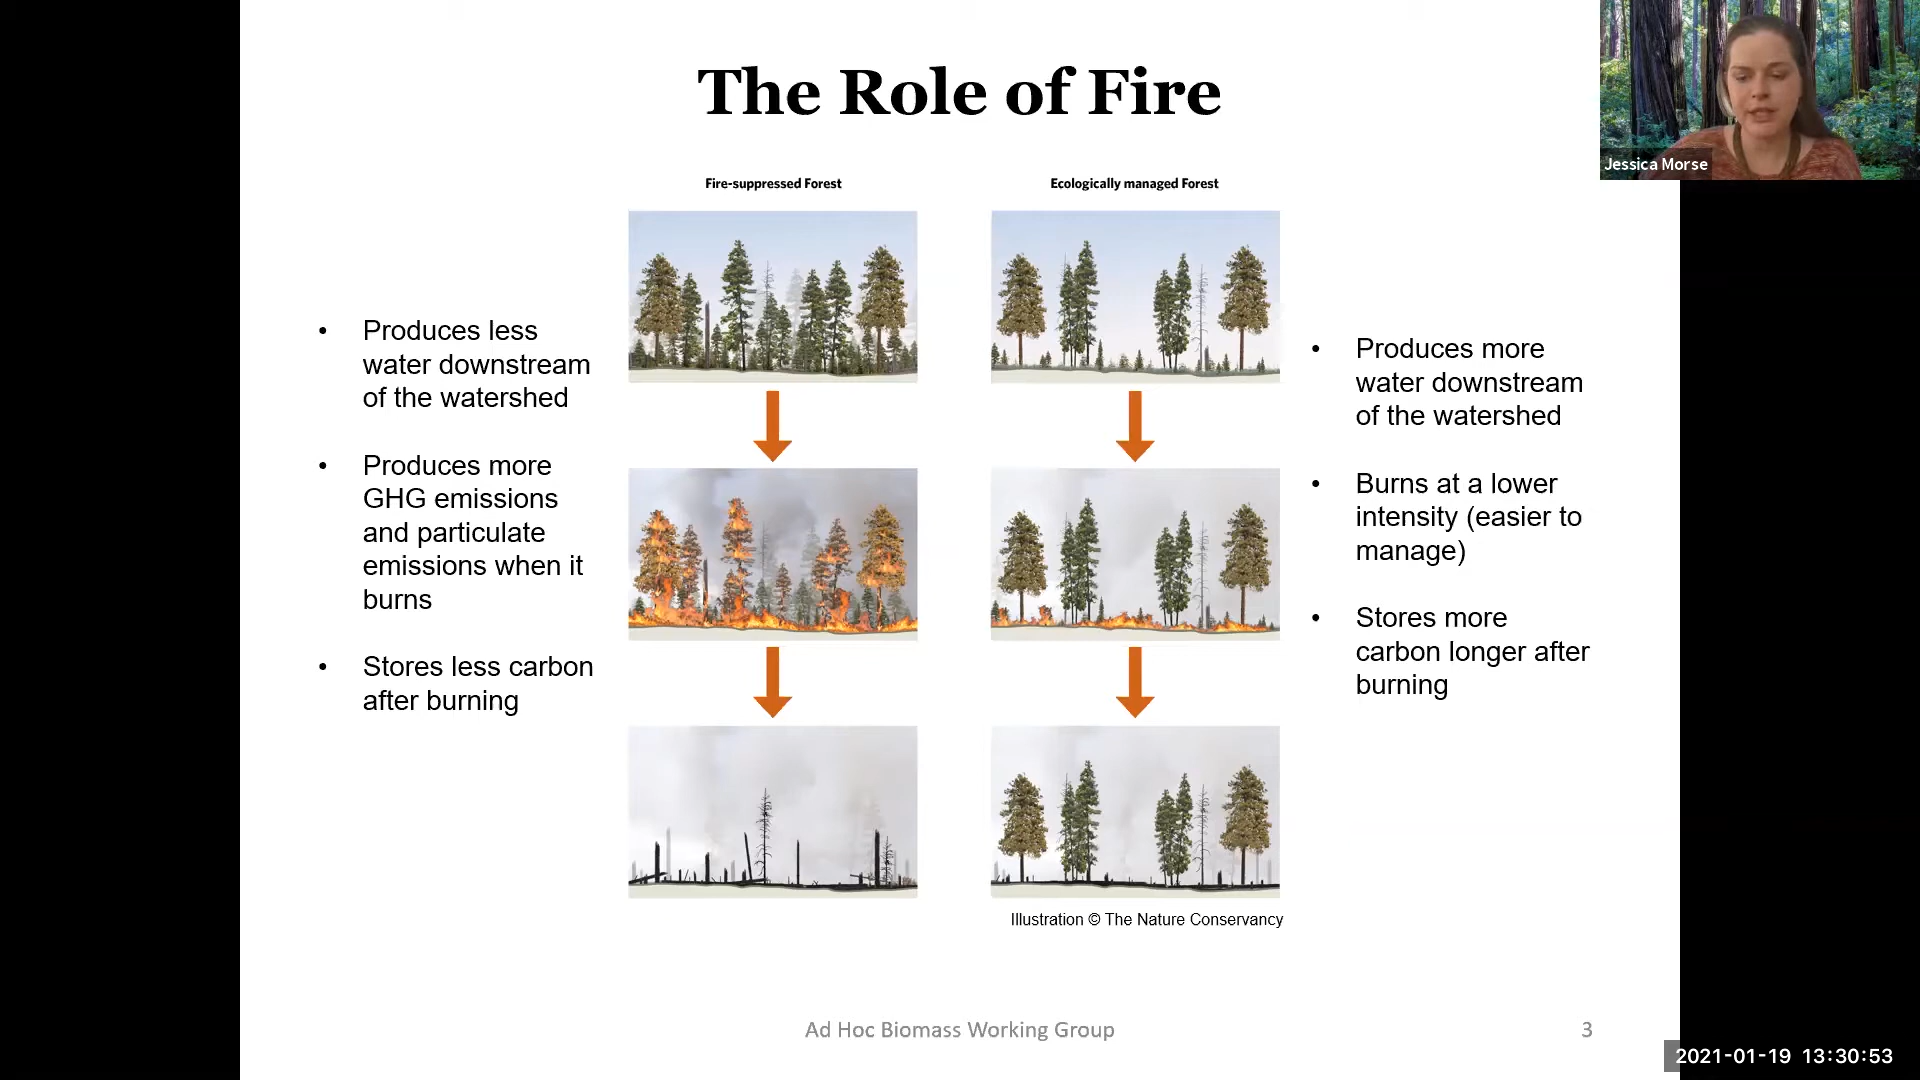 The Role of Fire
Jessica Morse
Fire-suppressed Forest
Ecologically managed Forest
• Produces less
water downstream
of the watershed
• Produces more
GHG emissions
and particulate
emissions when it
burns
• Stores less carbon
after burning
• Produces more
water downstream
of the watershed
• Burns at a lower
intensity (easier to
manage)
• Stores more
carbon longer after
burning
Illustration © The Nature Conservancy
Ad Hoc Biomass Working Group
3
2021-01-19 13:30:53